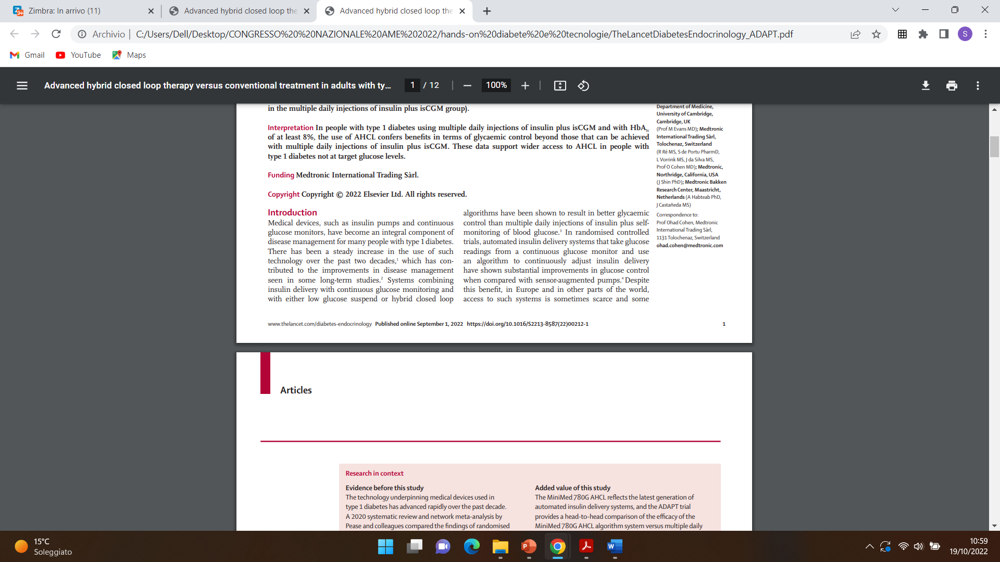 Zimbra: In arrivo (11)
Advanced hybrid closed loop the
Advanced hybrid closed loop the
Archivio
C:/Users/Dell/Desktop/CONGRESSO%20%20NAZIONALE%20AME%202022/hands-on%20diabete%20e%20tecnologie/TheLancetDiabetesEndocrinology_ADAPT.pdf
S
Gmail
YouTube
Maps
Advanced hybrid closed loop therapy versus conventional treatment in adults with ty...
1 / 12
100%
in the multiple daily injections of insulin plus isCGM group).
Interpretation In people with type 1 diabetes using multiple daily injections of insulin plus isCGM and with HbA1c
of at least 8%, the use of AHCL confers benefits in terms of glycaemic control beyond those that can be achieved
with multiple daily injections of insulin plus isCGM. These data support wider access to AHCL in people with
type 1 diabetes not at target glucose levels.
Funding Medtronic International Trading Sàrl.
Copyright Copyright © 2022 Elsevier Ltd. All rights reserved.
Introduction
Medical devices, such as insulin pumps and continuous
glucose monitors, have become an integral component of
disease management for many people with type 1 diabetes.
There has been a steady increase in the use of such
technology over the past two decades,1 which has con-
tributed to the improvements in disease management
seen in some long-term studies.2 Systems combining
insulin delivery with continuous glucose monitoring and
with either low glucose suspend or hybrid closed loop
algorithms have been shown to result in better glycaemic
control than multiple daily injections of insulin plus self-
monitoring of blood glucose.3 In randomised controlled
trials, automated insulin delivery systems that take glucose
readings from a continuous glucose monitor and use
an algorithm to continuously adjust insulin delivery
have shown substantial improvements in glucose control
when compared with sensor-augmented pumps.4 Despite
this benefit, in Europe and in other parts of the world,
access to such systems is sometimes scarce and some
Department of Medicine,
University of Cambridge,
Cambridge, UK
(Prof M Evans MD); Medtronic
International Trading Sàrl,
Tolochenaz, Switzerland
(R Ré MS, S de Portu PharmD,
L Vorrink MS, J da Silva MS,
Prof O Cohen MD); Medtronic,
Northridge, California, USA
(J Shin PhD); Medtronic Bakken
Research Center, Maastricht,
Netherlands (A Habteab PhD,
J Castañeda MS)
Correspondence to:
Prof Ohad Cohen, Medtronic
International Trading Sàrl,
1131 Tolochenaz, Switzerland
ohad.cohen@medtronic.com
www.thelancet.com/diabetes-endocrinology Published online September 1, 2022 https://doi.org/10.1016/S2213-8587(22)00212-1
1
Articles
Research in context
Evidence before this study
The technology underpinning medical devices used in
type 1 diabetes has advanced rapidly over the past decade.
A 2020 systematic review and network meta-analysis by
Pease and colleagues compared the findings of randomised
Added value of this study
The MiniMed 780G AHCL reflects the latest generation of
automated insulin delivery systems, and the ADAPT trial
provides a head-to-head comparison of the efficacy of the
MiniMed 780G AHCL algorithm system versus multiple daily
15°C
Soleggiato
10:59
19/10/2022